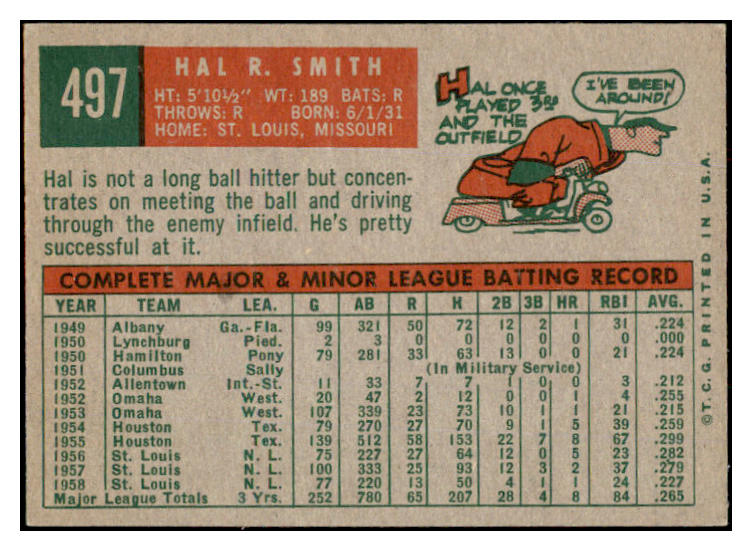 497
HAL R. SMITH
HT: 5'10½" WT: 189 BATS: R
THROWS: R BORN: 6/1/31
HOME: ST. LOUIS, MISSOURI
HAL ONCE
PLAYED 3RD
AND THE
OUTFIELD
I'VE BEEN
AROUND!
Hal is not a long ball hitter but concen-
trates on meeting the ball and driving
through the enemy infield. He's pretty
successful at it.
COMPLETE MAJOR & MINOR LEAGUE BATTING RECORD
YEAR TEAM LEA. G AB R H 2B 3B HR RBI AVG.
1949 Albany Ga.-Fla. 99 321 50 72 12 2 1 31 .224
1950 Lynchburg Pied. 2 3 0 0 0 0 0 0 .000
1950 Hamilton Pony 79 281 33 63 13 0 0 21 .224
1951 Columbus Sally (In Military Service)
1952 Allentown Int.-St. 11 33 7 7 1 0 0 3 .212
1952 Omaha West. 20 47 2 12 0 0 1 4 .255
1953 Omaha West. 107 339 23 73 10 1 1 21 .215
1954 Houston Tex. 79 270 27 70 9 1 5 39 .259
1955 Houston Tex. 139 512 58 153 22 7 8 67 .299
1956 St. Louis N. L. 75 227 27 64 12 0 5 23 .282
1957 St. Louis N. L. 100 333 25 93 12 3 2 37 .279
1958 St. Louis N. L. 77 220 13 50 4 1 1 24 .227
Major League Totals 3 Yrs. 252 780 65 207 28 4 8 84 .265
©T.C.G. PRINTED IN U.S.A.